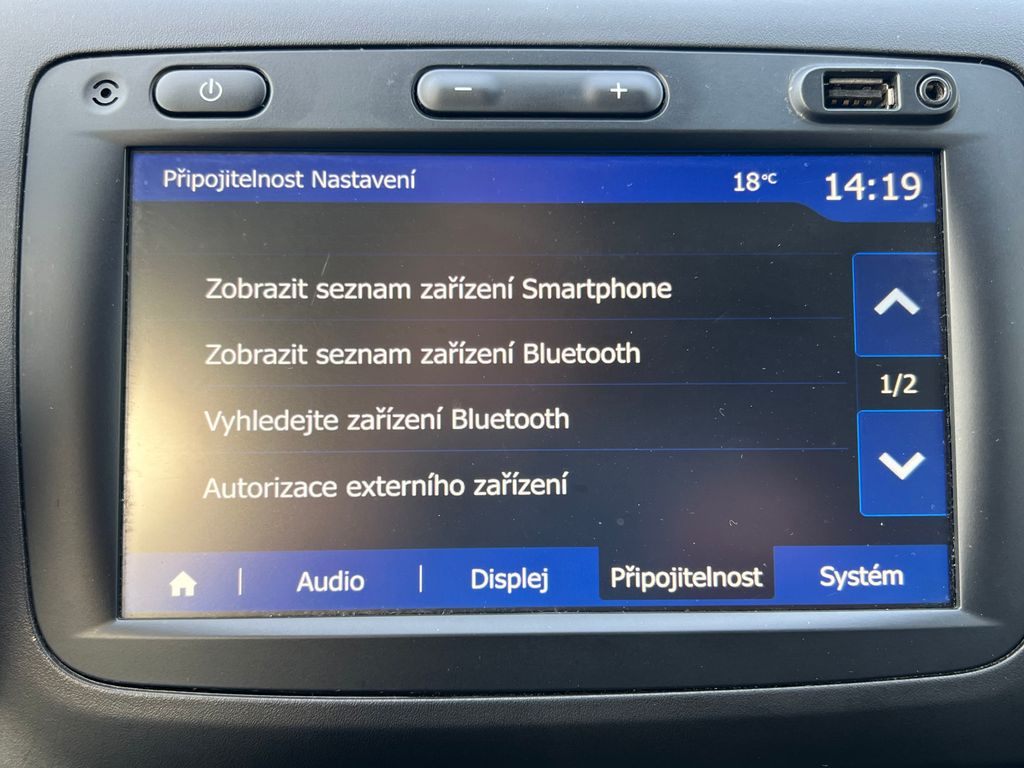 − +
Připojitelnost Nastavení 18°C 14:19
Zobrazit seznam zařízení Smartphone
Zobrazit seznam zařízení Bluetooth
1/2
Vyhledejte zařízení Bluetooth
Autorizace externího zařízení
Audio Displej Připojitelnost Systém